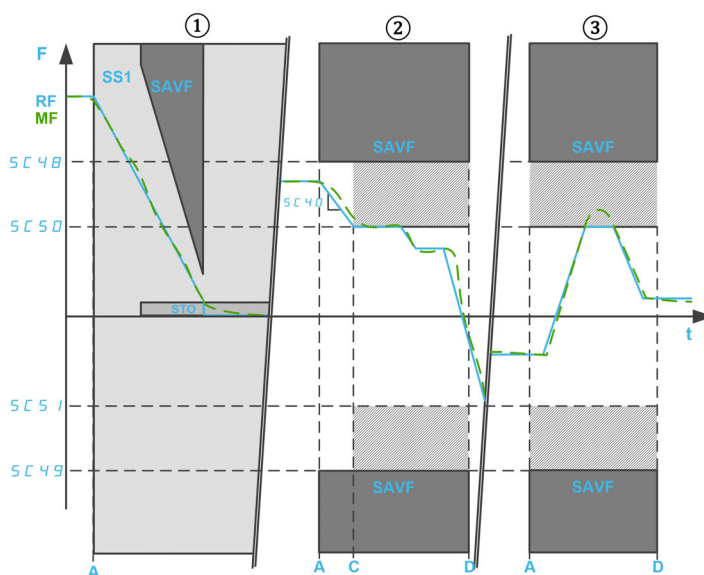 ① ② ③
F
SS1
SAVF
SAVF
SAVF
RF
MF
SC48
SC40
SC50
STO
t
SC51
SC49
SAVF
SAVF
A
A
C
D
A
D